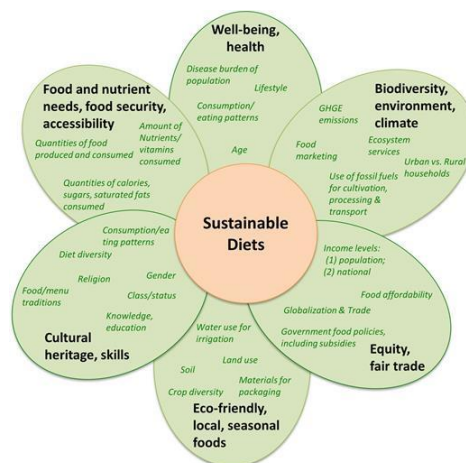 Well-being,
health
Disease burden of
population
Lifestyle
Consumption/
eating patterns
Age
Food and nutrient
needs, food security,
accessibility
Quantities of food
produced and consumed
Amount of
Nutrients/
vitamins
consumed
Quantities of calories,
sugars, saturated fats
consumed
Biodiversity,
environment,
climate
GHGE
emissions
Ecosystem
services
Food
marketing
Urban vs. Rural
households
Use of fossil fuels
for cultivation,
processing &
transport
Sustainable
Diets
Consumption/ea
ting patterns
Diet diversity
Religion
Gender
Food/menu
traditions
Class/status
Knowledge,
education
Cultural
heritage, skills
Income levels:
(1) population;
(2) national
Food affordability
Globalization & Trade
Government food policies,
including subsidies
Equity,
fair trade
Water use for
irrigation
Soil
Land use
Crop diversity
Materials for
packaging
Eco-friendly,
local, seasonal
foods